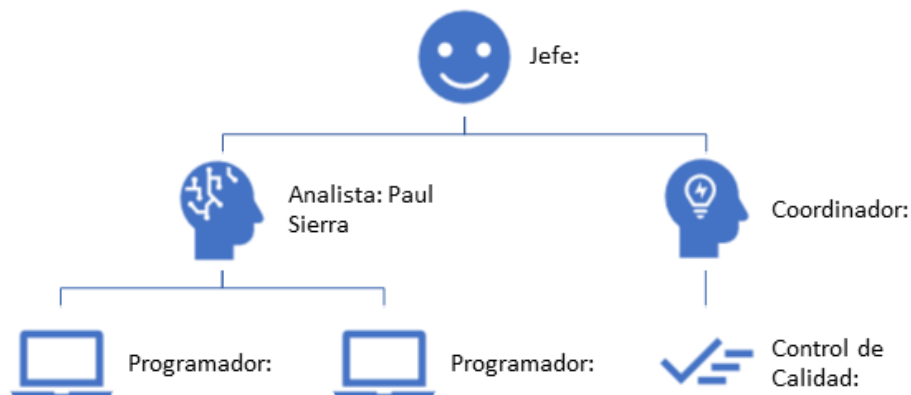 Jefe:
Analista: Paul
Sierra
Coordinador:
Programador:
Programador:
Control de
Calidad: